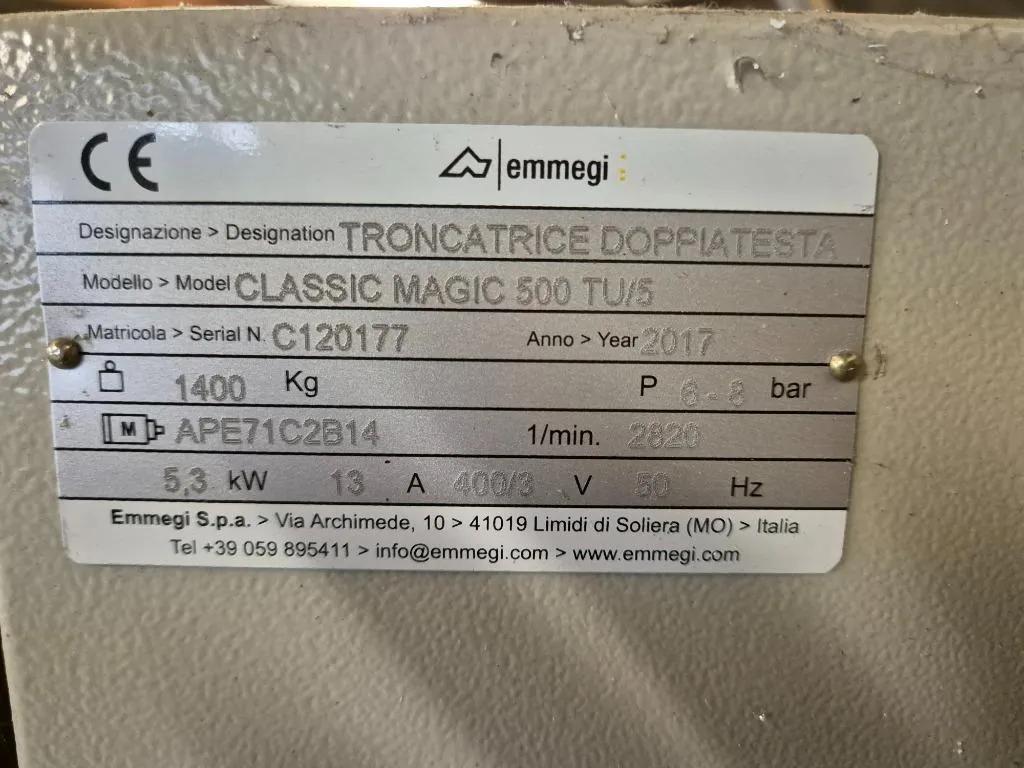 CE emmegi
Designazione > Designation TRONCATRICE DOPPIATESTA
Modello > Model CLASSIC MAGIC 500 TU/5
Matricola > Serial N. C120177 Anno > Year 2017
1400 Kg P 6 - 8 bar
M APE71C2B14 1/min. 2820
5,3 kW 13 A 400/3 V 50 Hz
Emmegi S.p.a. > Via Archimede, 10 > 41019 Limidi di Soliera (MO) > Italia
Tel +39 059 895411 > info@emmegi.com > www.emmegi.com